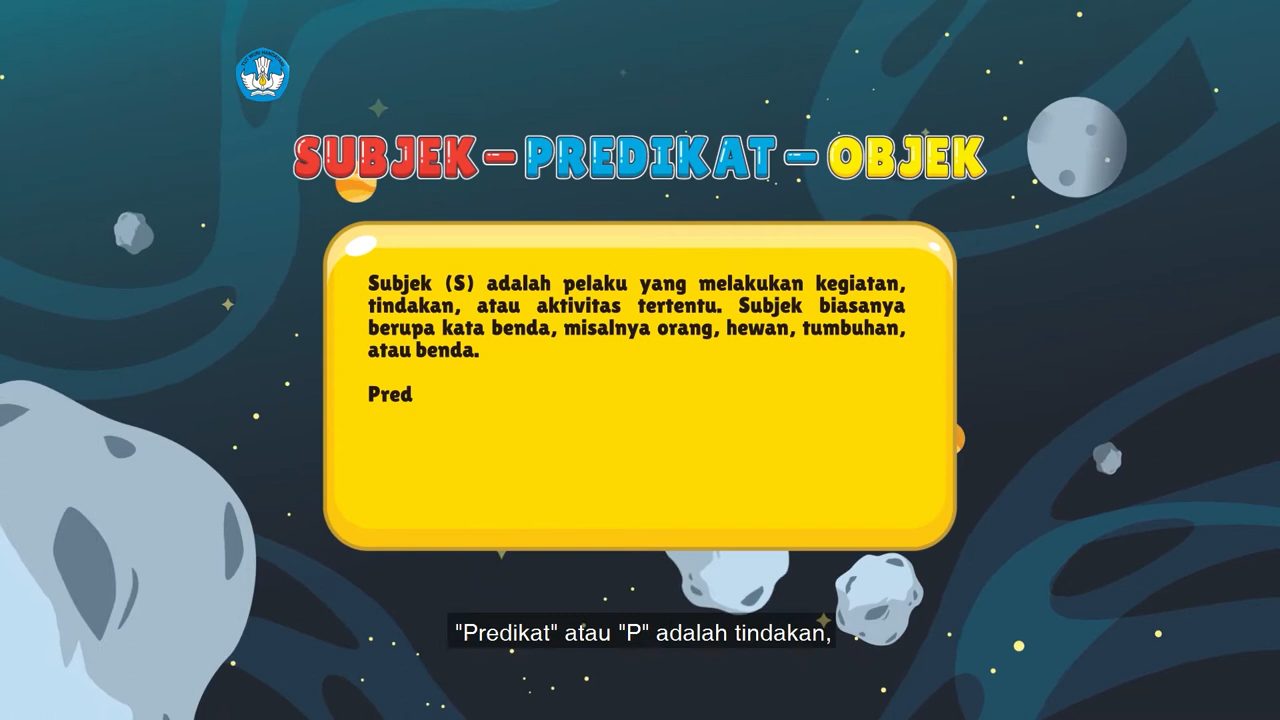 SUBJEK – PREDIKAT – OBJEK
Subjek (S) adalah pelaku yang melakukan kegiatan,
tindakan, atau aktivitas tertentu. Subjek biasanya
berupa kata benda, misalnya orang, hewan, tumbuhan,
atau benda.
Pred
"Predikat" atau "P" adalah tindakan,